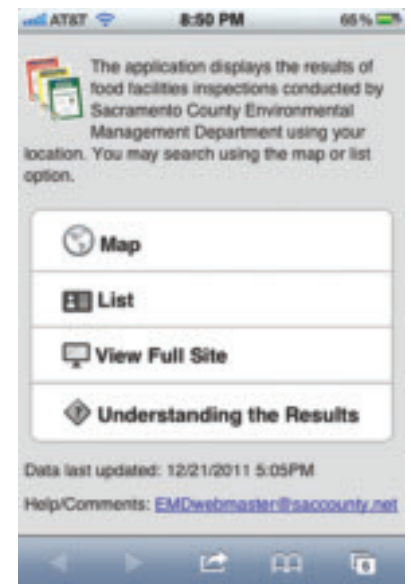 AT&T 8:50 PM 65%
The application displays the results of
food facilities inspections conducted by
Sacramento County Environmental
Management Department using your
location. You may search using the map or list
option.
Map
List
View Full Site
Understanding the Results
Data last updated: 12/21/2011 5:05PM
Help/Comments: EMDwebmaster@saccounty.net